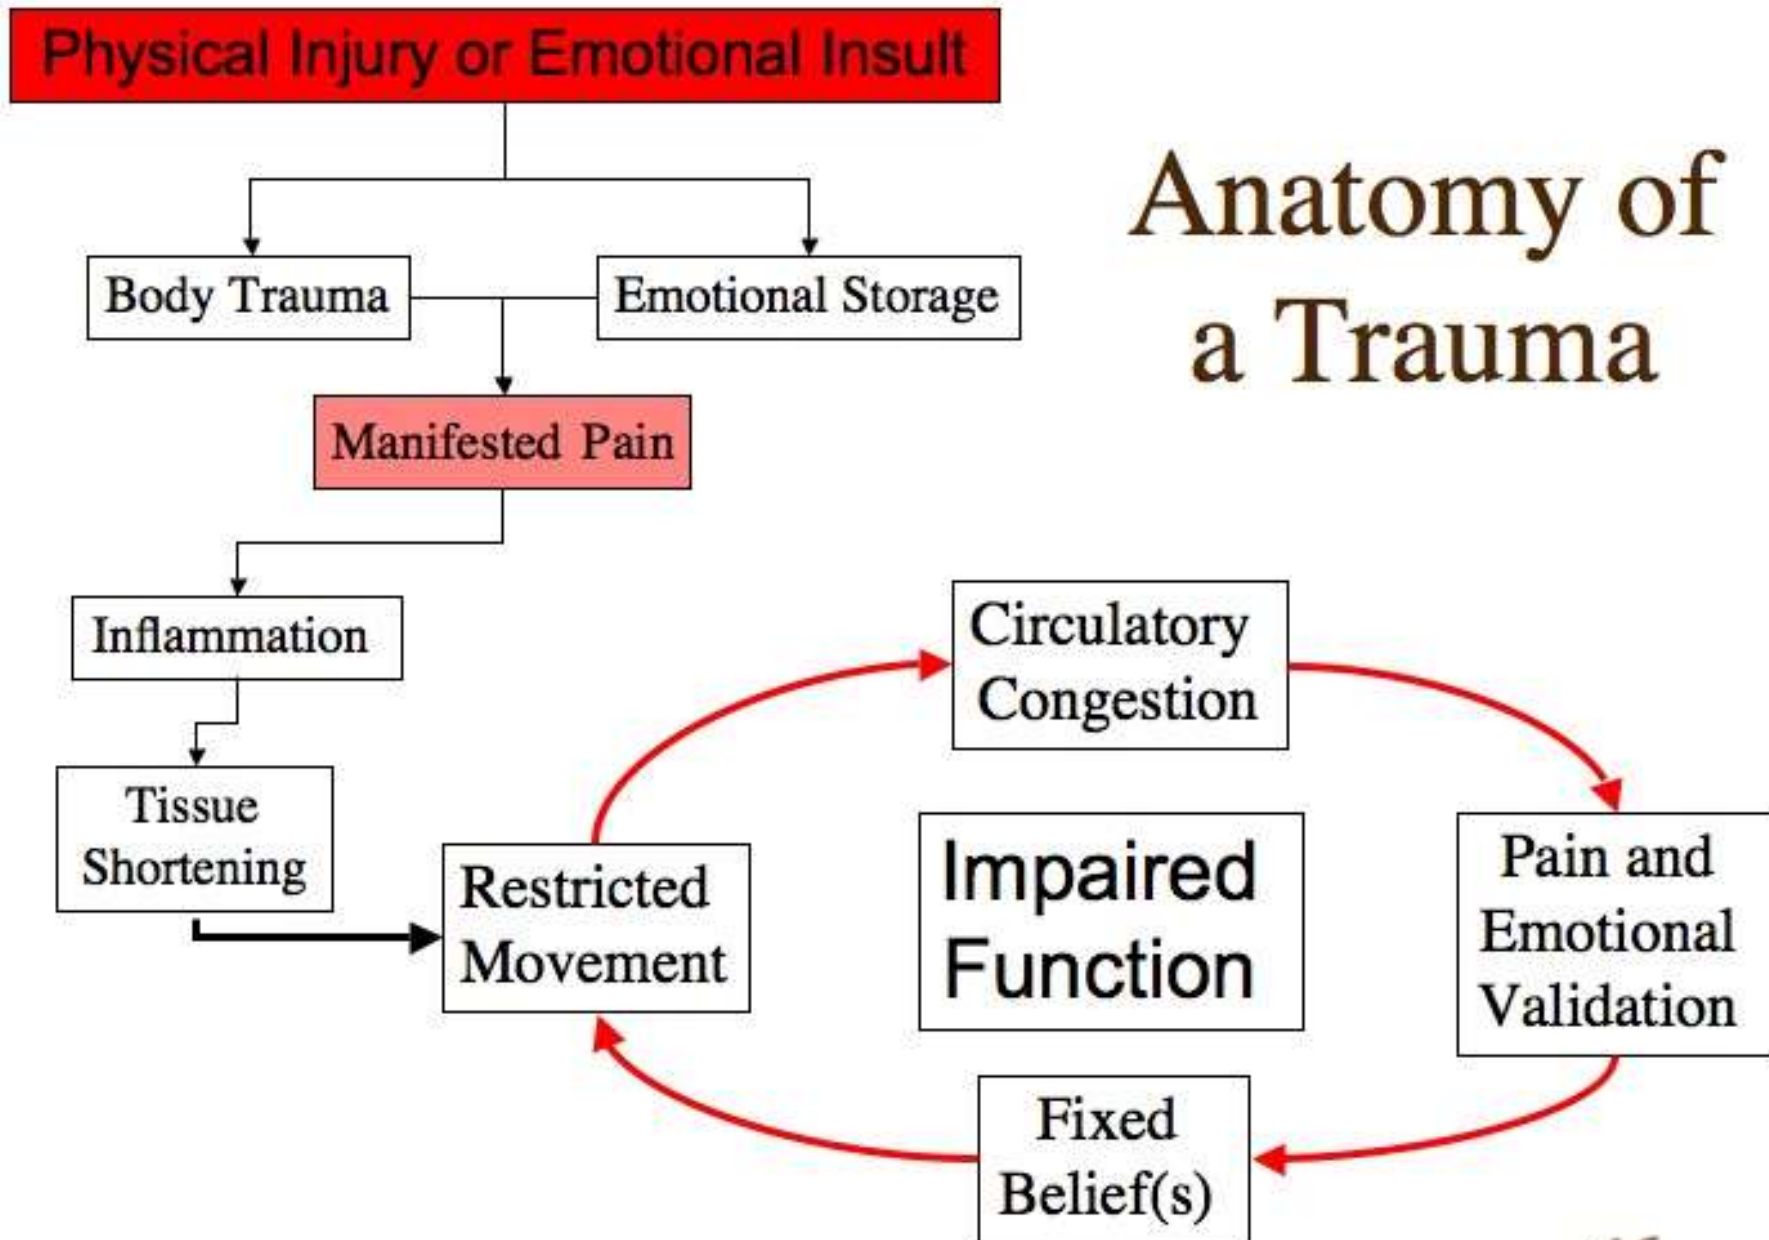 Physical Injury or Emotional Insult
Anatomy of
a Trauma
Body Trauma
Emotional Storage
Manifested Pain
Inflammation
Tissue
Shortening
Restricted
Movement
Circulatory
Congestion
Impaired
Function
Pain and
Emotional
Validation
Fixed
Belief(s)